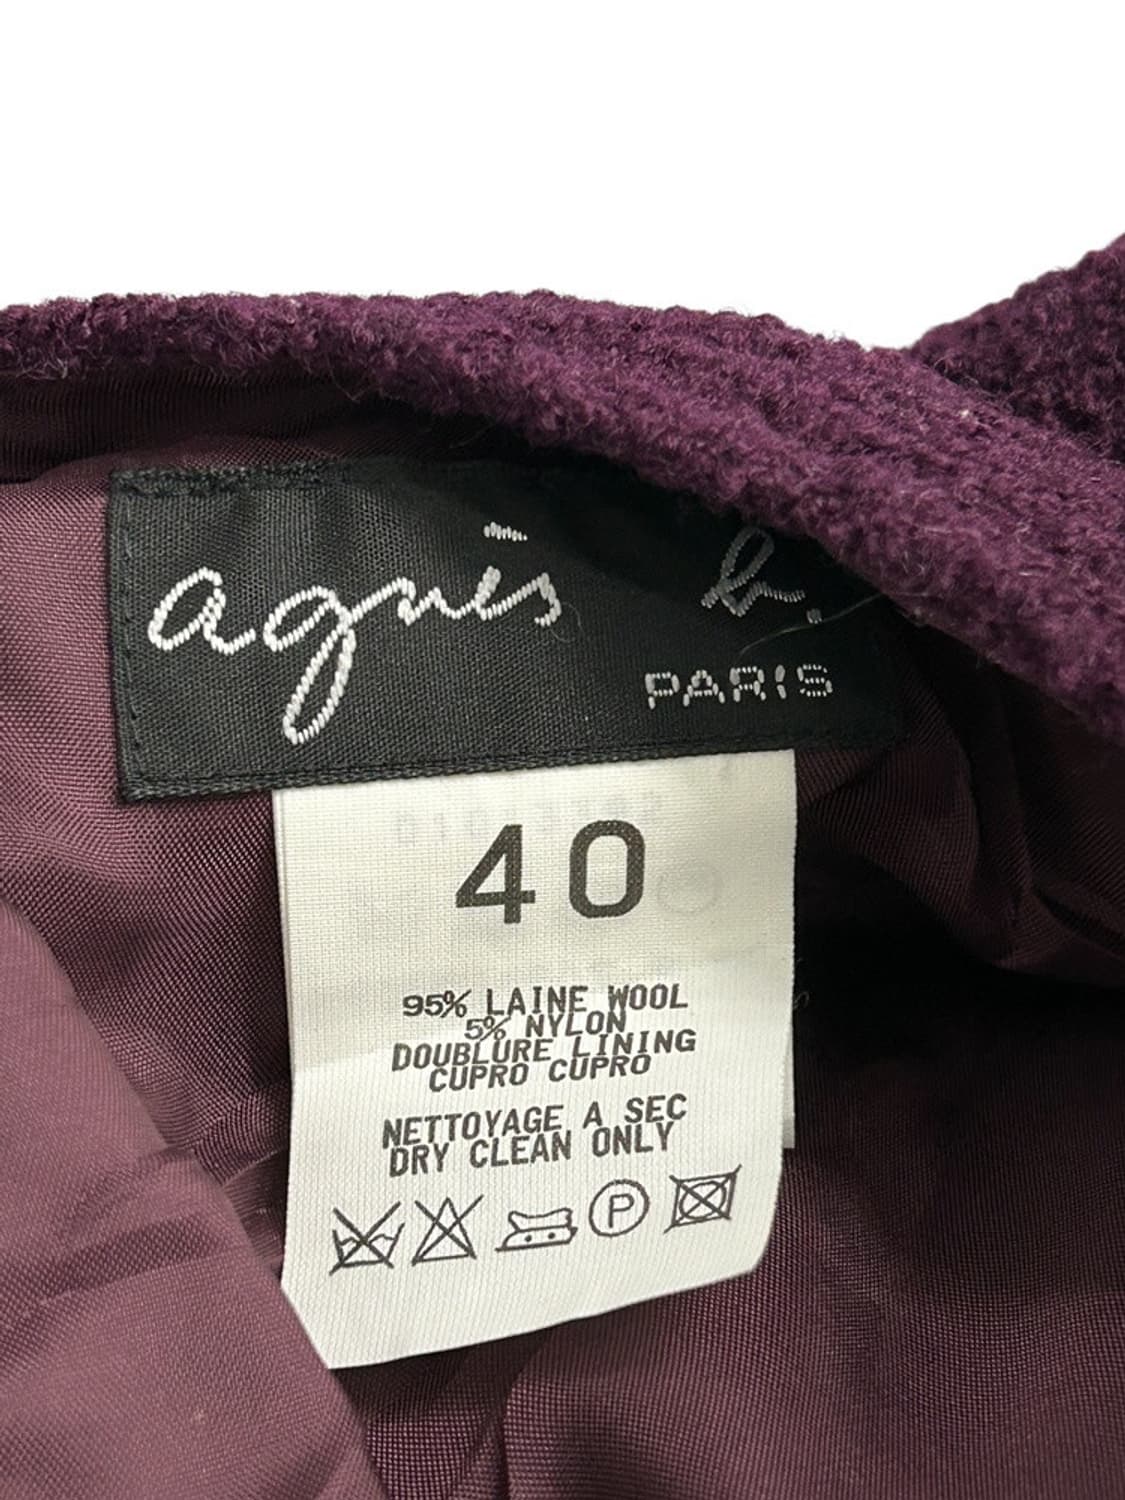 agnès b.
PARIS
40
95% LAINE WOOL
5% NYLON
DOUBLURE LINING
CUPRO CUPRO
NETTOYAGE A SEC
DRY CLEAN ONLY
P